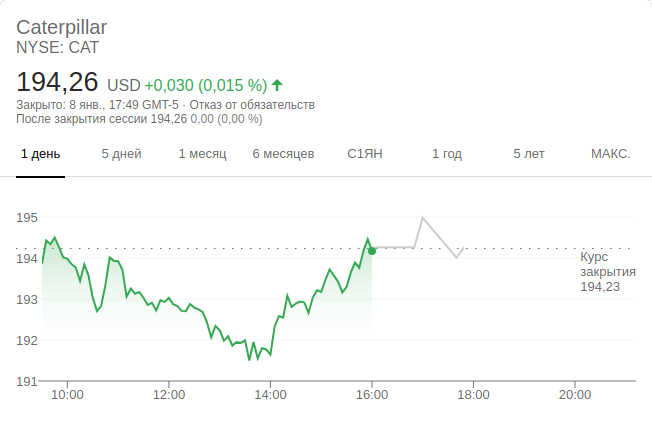 Caterpillar
NYSE: CAT
194,26 USD +0,030 (0,015 %)
Закрыто: 8 янв., 17:49 GMT-5 · Отказ от обязательств
После закрытия сессии 194,26 0,00 (0,00 %)
1 день 5 дней 1 месяц 6 месяцев С1ЯН 1 год 5 лет МАКС.
195
194
193
192
191
Курс
закрытия
194,23
10:00 12:00 14:00 16:00 18:00 20:00